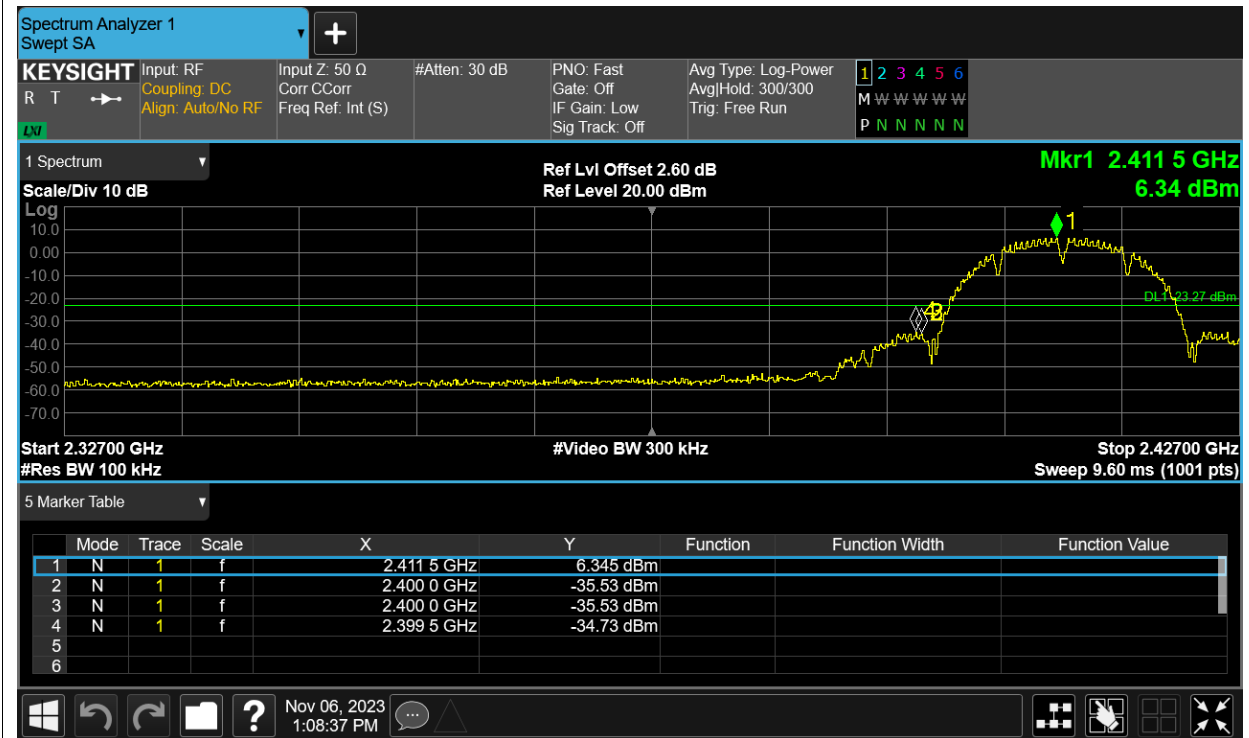 Spectrum Analyzer 1
Swept SA
+
KEYSIGHT
R T
LXI
Input: RF
Coupling: DC
Align: Auto/No RF
Input Z: 50 Ω
Corr CCorr
Freq Ref: Int (S)
#Atten: 30 dB
PNO: Fast
Gate: Off
IF Gain: Low
Sig Track: Off
Avg Type: Log-Power
Avg|Hold: 300/300
Trig: Free Run
1 2 3 4 5 6
M W W W W W
P N N N N N
1 Spectrum
Scale/Div 10 dB
Ref Lvl Offset 2.60 dB
Ref Level 20.00 dBm
Mkr1 2.411 5 GHz
6.34 dBm
Log
10.0
0.00
-10.0
-20.0
-30.0
-40.0
-50.0
-60.0
-70.0
1
DL1 -23.27 dBm
Start 2.32700 GHz
#Res BW 100 kHz
#Video BW 300 kHz
Stop 2.42700 GHz
Sweep 9.60 ms (1001 pts)
5 Marker Table
Mode Trace Scale X Y Function Function Width Function Value
1 N 1 f 2.411 5 GHz 6.345 dBm
2 N 1 f 2.400 0 GHz -35.53 dBm
3 N 1 f 2.400 0 GHz -35.53 dBm
4 N 1 f 2.399 5 GHz -34.73 dBm
5
6
?
Nov 06, 2023
1:08:37 PM